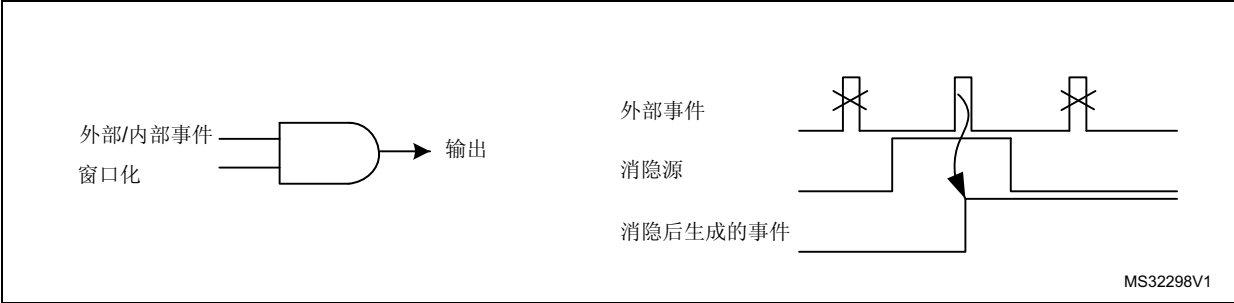 外部/内部事件
窗口化
输出
外部事件
消隐源
消隐后生成的事件
MS32298V1